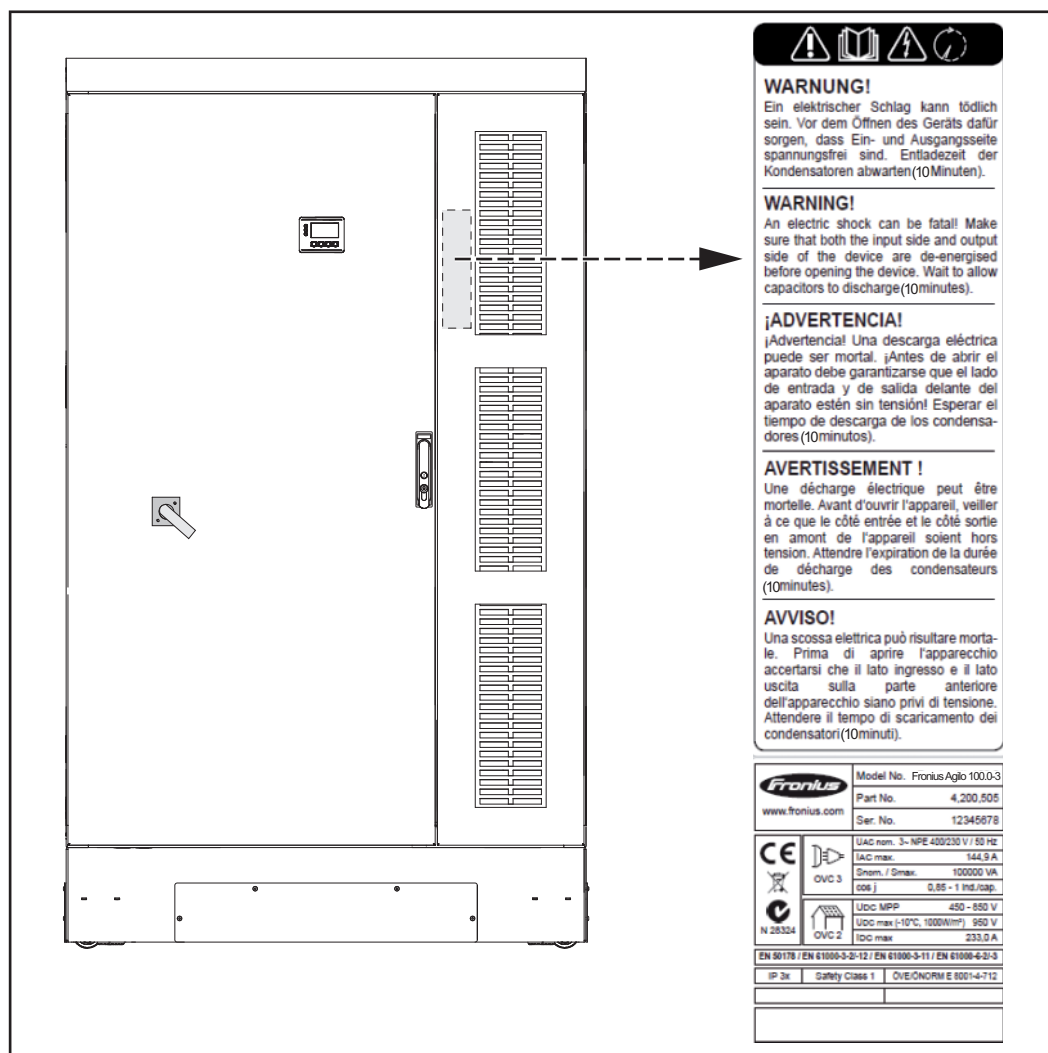 WARNUNG!
Ein elektrischer Schlag kann tödlich
sein. Vor dem Öffnen des Geräts dafür
sorgen, dass Ein- und Ausgangsseite
spannungsfrei sind. Entladezeit der
Kondensatoren abwarten(10Minuten).
WARNING!
An electric shock can be fatal! Make
sure that both the input side and output
side of the device are de-energised
before opening the device. Wait to allow
capacitors to discharge(10minutes).
¡ADVERTENCIA!
¡Advertencia! Una descarga eléctrica
puede ser mortal. ¡Antes de abrir el
aparato debe garantizarse que el lado
de entrada y de salida delante del
aparato estén sin tensión! Esperar el
tiempo de descarga de los condensa-
dores(10minutos).
AVERTISSEMENT !
Une décharge électrique peut être
mortelle. Avant d'ouvrir l'appareil, veiller
à ce que le côté entrée et le côté sortie
en amont de l'appareil soient hors
tension. Attendre l'expiration de la durée
de décharge des condensateurs
(10minutes).
AVVISO!
Una scossa elettrica può risultare morta-
le. Prima di aprire l'apparecchio
accertarsi che il lato ingresso e il lato
uscita sulla parte anteriore
dell'apparecchio siano privi di tensione.
Attendere il tempo di scaricamento dei
condensatori(10minuti).
Fronius
www.fronius.com
Model No. Fronius Agilo 100.0-3
Part No. 4,200,505
Ser. No. 12345678
CE
N 28324
OVC 3
UAC nom. 3~ NPE 400/230 V / 50 Hz
IAC max. 144,9 A
Snom. / Smax. 100000 VA
cos j 0,85 - 1 ind./cap.
OVC 2
UDC MPP 450 - 850 V
UDC max (-10°C, 1000W/m²) 950 V
IDC max 233,0 A
EN 50178 / EN 61000-3-2/-12 / EN 61000-3-11 / EN 61000-6-2/-3
IP 3x Safety Class 1 ÖVE/ÖNORM E 8001-4-712